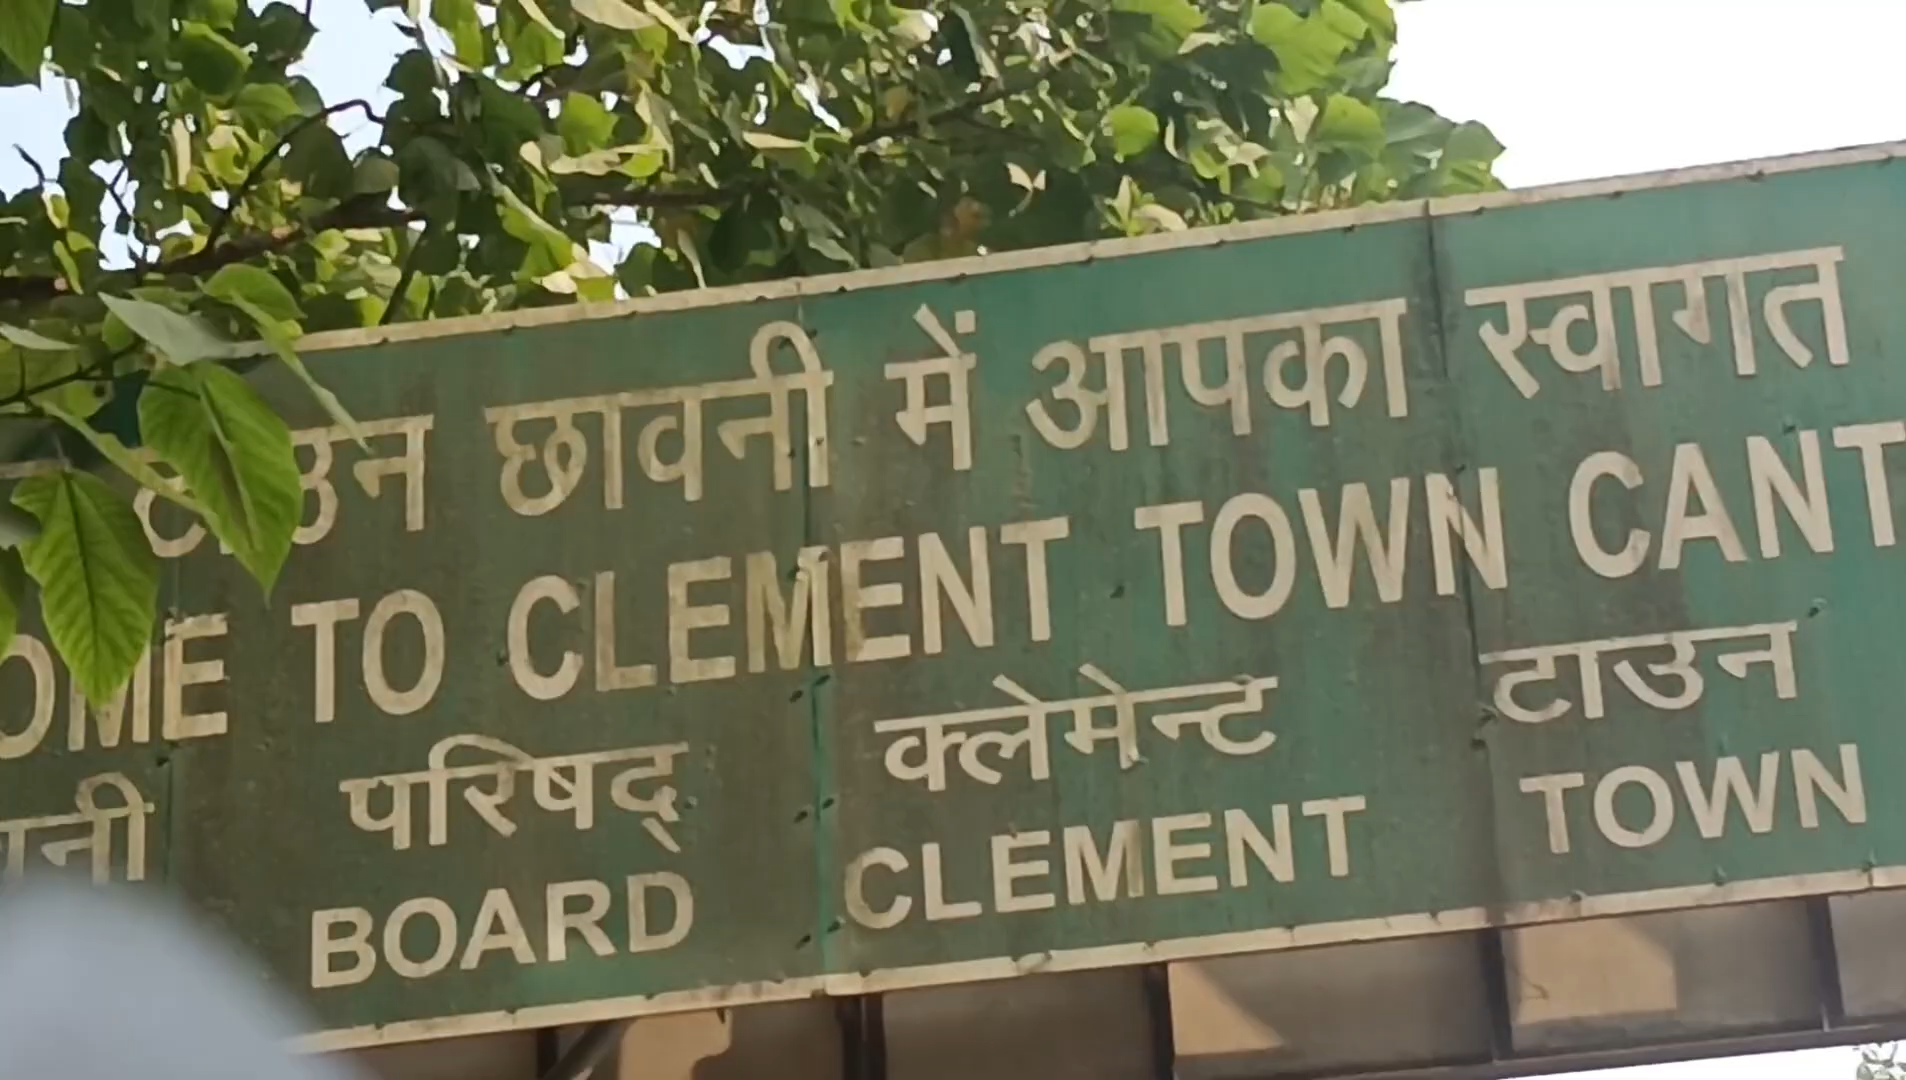 टाउन छावनी में आपका स्वागत
OME TO CLEMENT TOWN CANT
परिषद् क्लेमेन्ट टाउन
BOARD CLEMENT TOWN